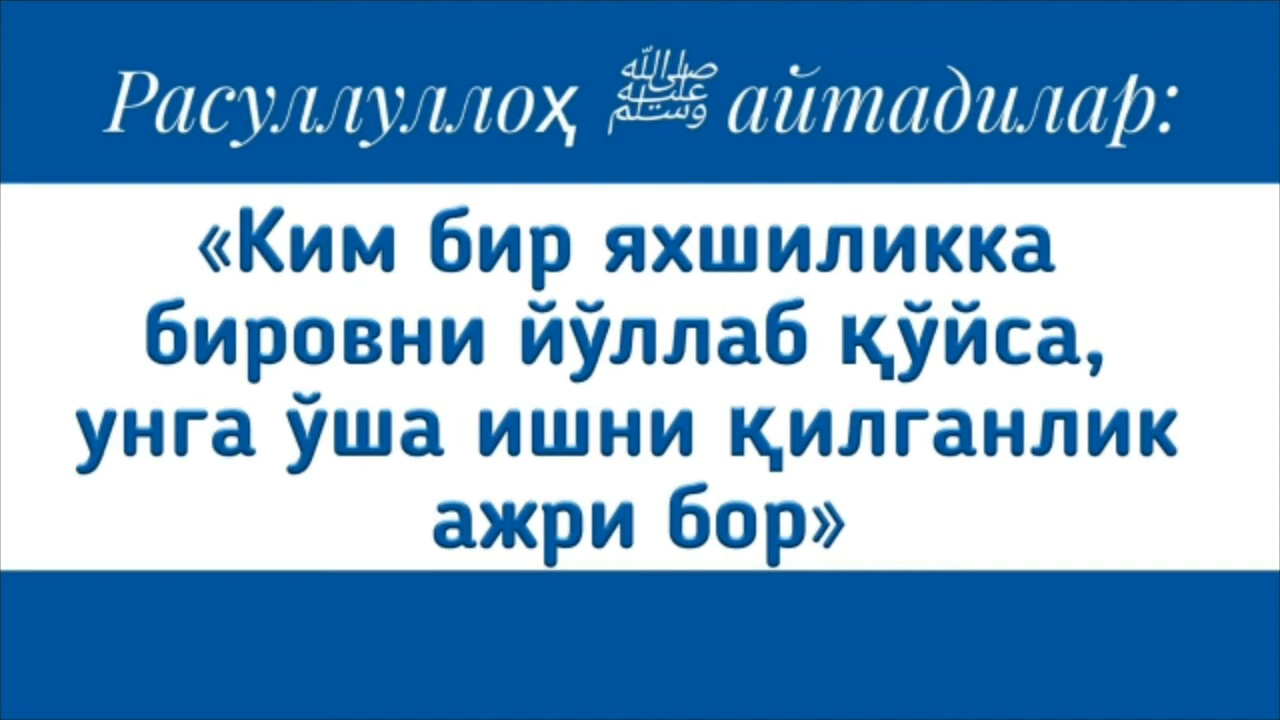 Расуллуллоҳ ﷺ айтадилар:
«Ким бир яхшиликка
бировни йўллаб қўйса,
унга ўша ишни қилганлик
ажри бор»